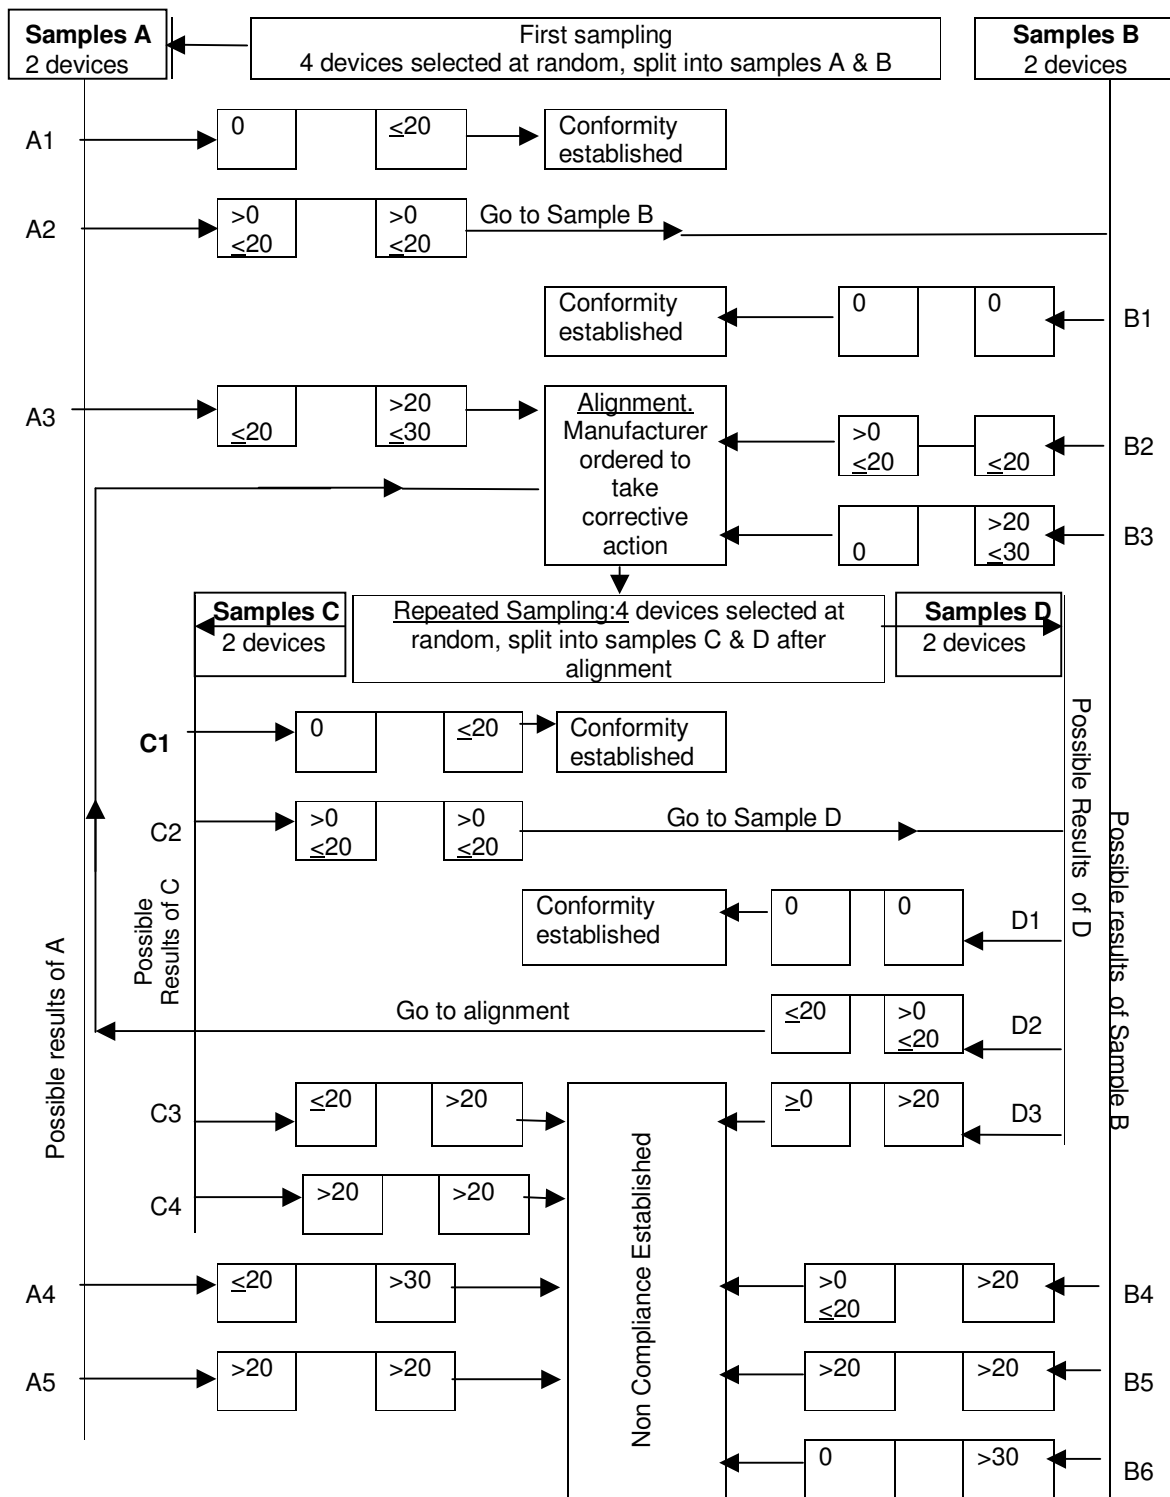 Samples A
2 devices
First sampling
4 devices selected at random, split into samples A & B
Samples B
2 devices
A1
0
≤20
Conformity
established
A2
>0
≤20
>0
≤20
Go to Sample B
Conformity
established
0
0
B1
A3
≤20
>20
≤30
Alignment.
Manufacturer
ordered to
take
corrective
action
>0
≤20
≤20
B2
0
>20
≤30
B3
Samples C
2 devices
Repeated Sampling:4 devices selected at
random, split into samples C & D after
alignment
Samples D
2 devices
C1
0
≤20
Conformity
established
C2
>0
≤20
>0
≤20
Go to Sample D
Conformity
established
0
0
D1
Go to alignment
≤20
>0
≤20
D2
C3
≤20
>20
≥0
>20
D3
C4
>20
>20
A4
≤20
>30
>0
≤20
>20
B4
A5
>20
>20
>20
>20
B5
0
>30
B6
Non Compliance Established
Possible results of A
Possible
Results of C
Possible Results of D
Possible results of Sample B